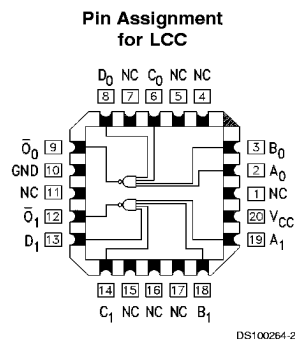 Pin Assignment
for LCC
D0 NC C0 NC NC
8 7 6 5 4
O̅0 9
GND 10
NC 11
O̅1 12
D1 13
3 B0
2 A0
1 NC
20 VCC
19 A1
14 15 16 17 18
C1 NC NC NC B1
DS100264-2